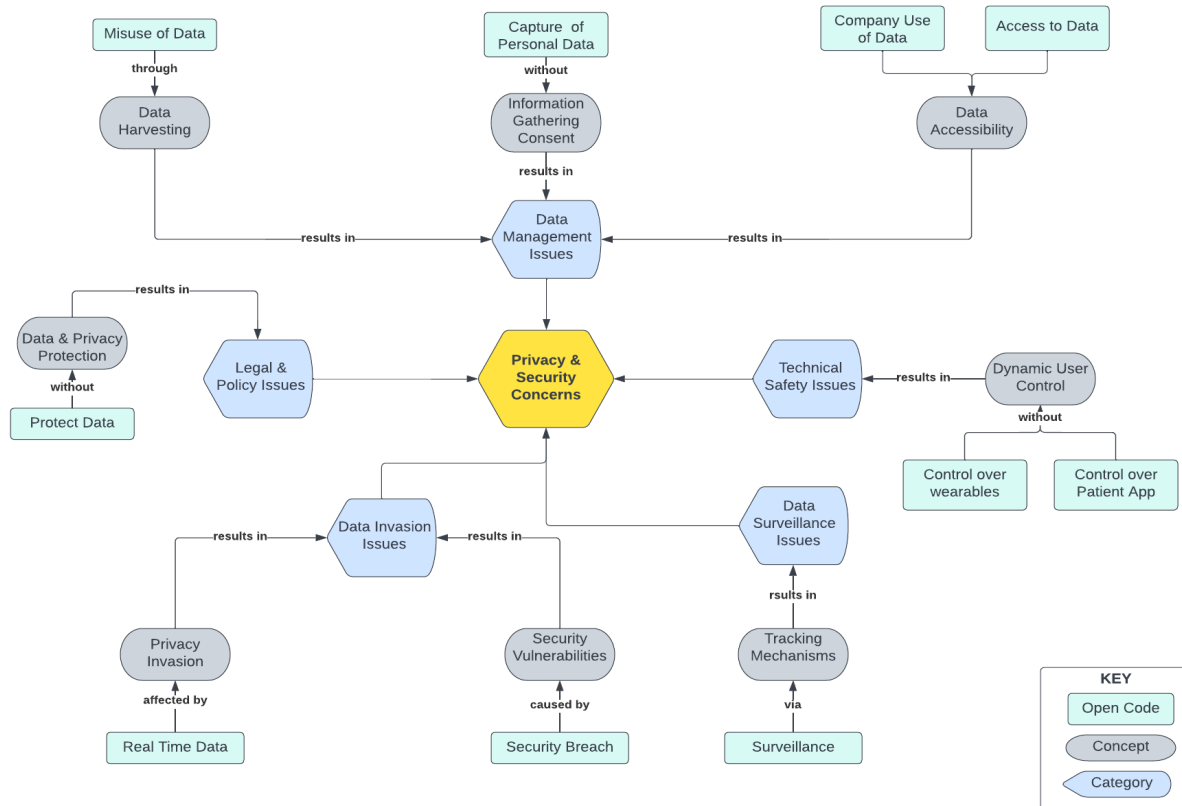 Misuse of Data
Capture of
Personal Data
Company Use
of Data
Access to Data
through
without
Data
Harvesting
Information
Gathering
Consent
Data
Accessibility
results in
Data
Management
Issues
results in
results in
results in
Data & Privacy
Protection
without
Protect Data
Legal &
Policy Issues
Privacy &
Security
Concerns
Technical
Safety Issues
results in
Dynamic User
Control
without
Control over
wearables
Control over
Patient App
Data Invasion
Issues
results in
results in
Data
Surveillance
Issues
rsults in
Privacy
Invasion
Security
Vulnerabilities
Tracking
Mechanisms
affected by
caused by
via
Real Time Data
Security Breach
Surveillance
KEY
Open Code
Concept
Category